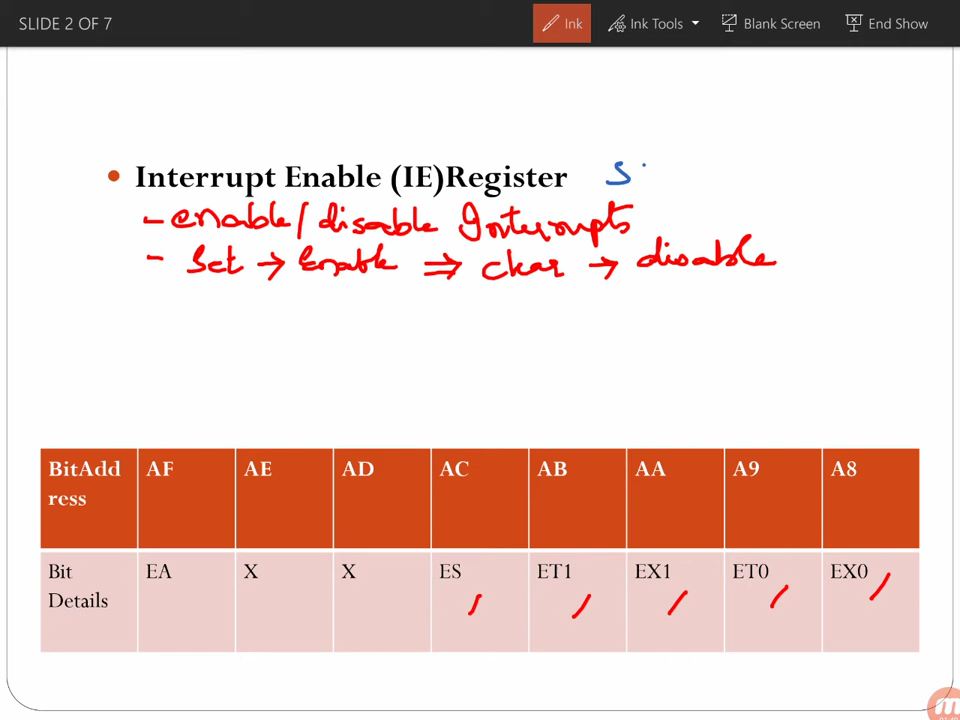 SLIDE 2 OF 7 Ink Ink Tools Blank Screen End Show
• Interrupt Enable (IE)Register S
- enable/disable Interrupts
- Set → Enable ⇒ clear → disable
BitAdd AF AE AD AC AB AA A9 A8
ress
Bit EA X X ES ET1 EX1 ET0 EX0
Details